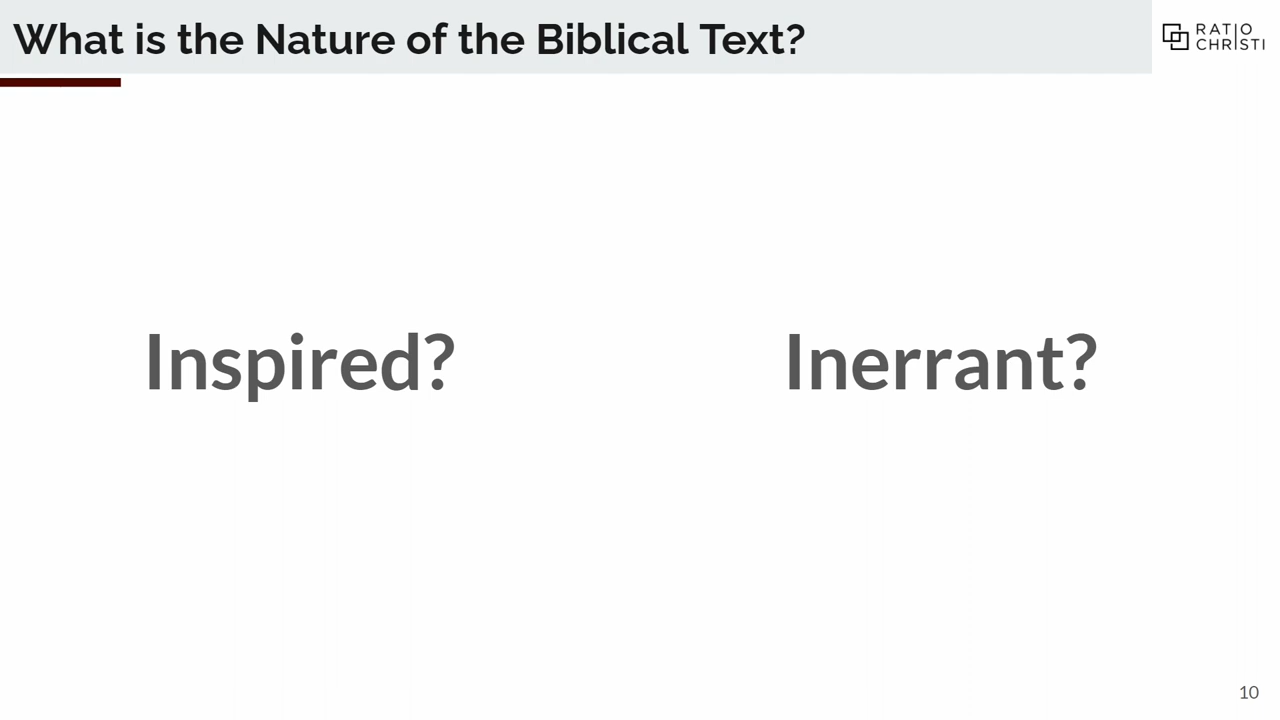 What is the Nature of the Biblical Text?
RATIO
CHRISTI
Inspired?
Inerrant?
10